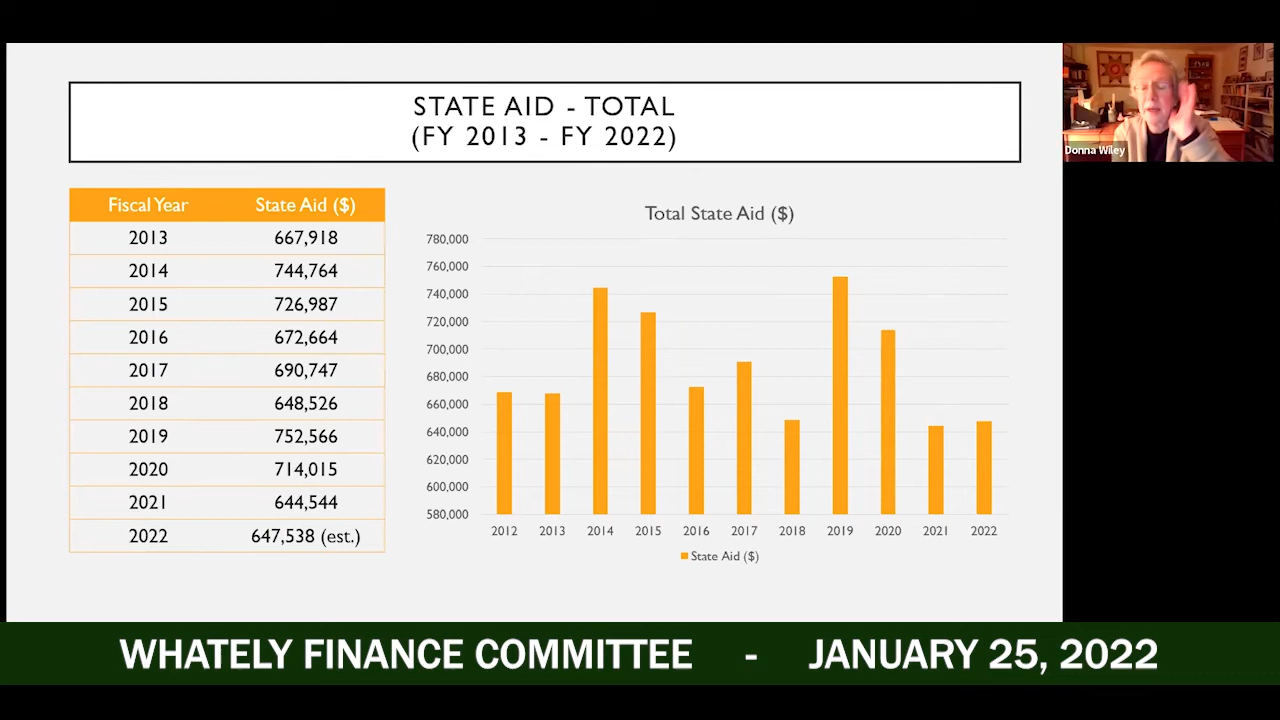 STATE AID - TOTAL
(FY 2013 - FY 2022)
Donna Wiley
Fiscal Year State Aid ($)
2013 667,918
2014 744,764
2015 726,987
2016 672,664
2017 690,747
2018 648,526
2019 752,566
2020 714,015
2021 644,544
2022 647,538 (est.)
Total State Aid ($)
780,000
760,000
740,000
720,000
700,000
680,000
660,000
640,000
620,000
600,000
580,000
2012 2013 2014 2015 2016 2017 2018 2019 2020 2021 2022
State Aid ($)
WHATELY FINANCE COMMITTEE - JANUARY 25, 2022